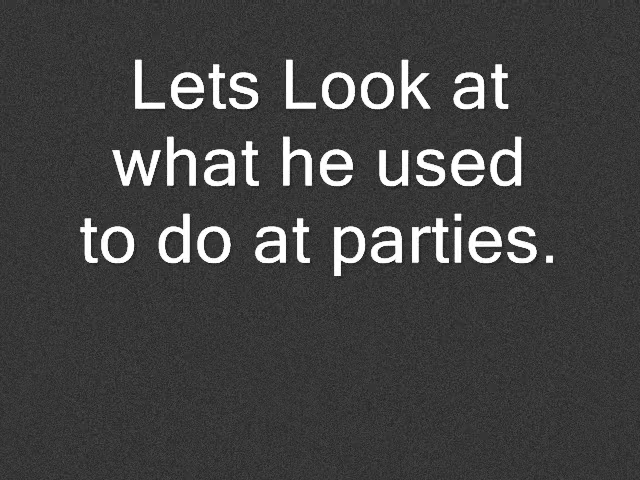 Lets Look at
what he used
to do at parties.